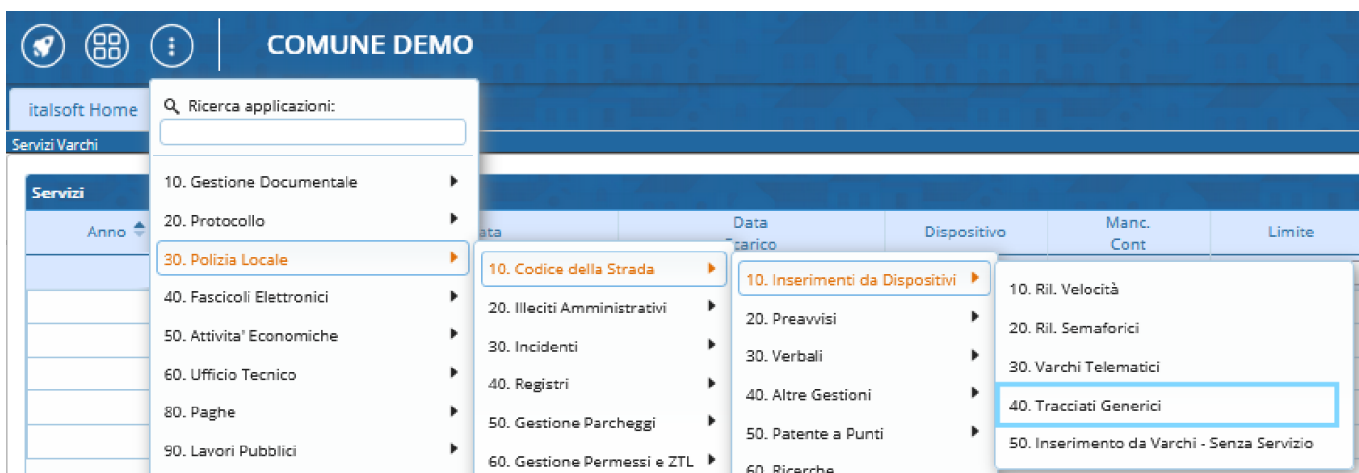 COMUNE DEMO
italsoft Home
Ricerca applicazioni:
Servizi Varchi
Servizi
10. Gestione Documentale
20. Protocollo
30. Polizia Locale
40. Fascicoli Elettronici
50. Attivita' Economiche
60. Ufficio Tecnico
80. Paghe
90. Lavori Pubblici
Anno
Data
Dispositivo
Manc.
Cont
Limite
10. Codice della Strada
20. Illeciti Amministrativi
30. Incidenti
40. Registri
50. Gestione Parcheggi
60. Gestione Permessi e ZTL
10. Inserimenti da Dispositivi
20. Preavvisi
30. Verbali
40. Altre Gestioni
50. Patente a Punti
60. Ricerche
10. Ril. Velocità
20. Ril. Semaforici
30. Varchi Telematici
40. Tracciati Generici
50. Inserimento da Varchi - Senza Servizio